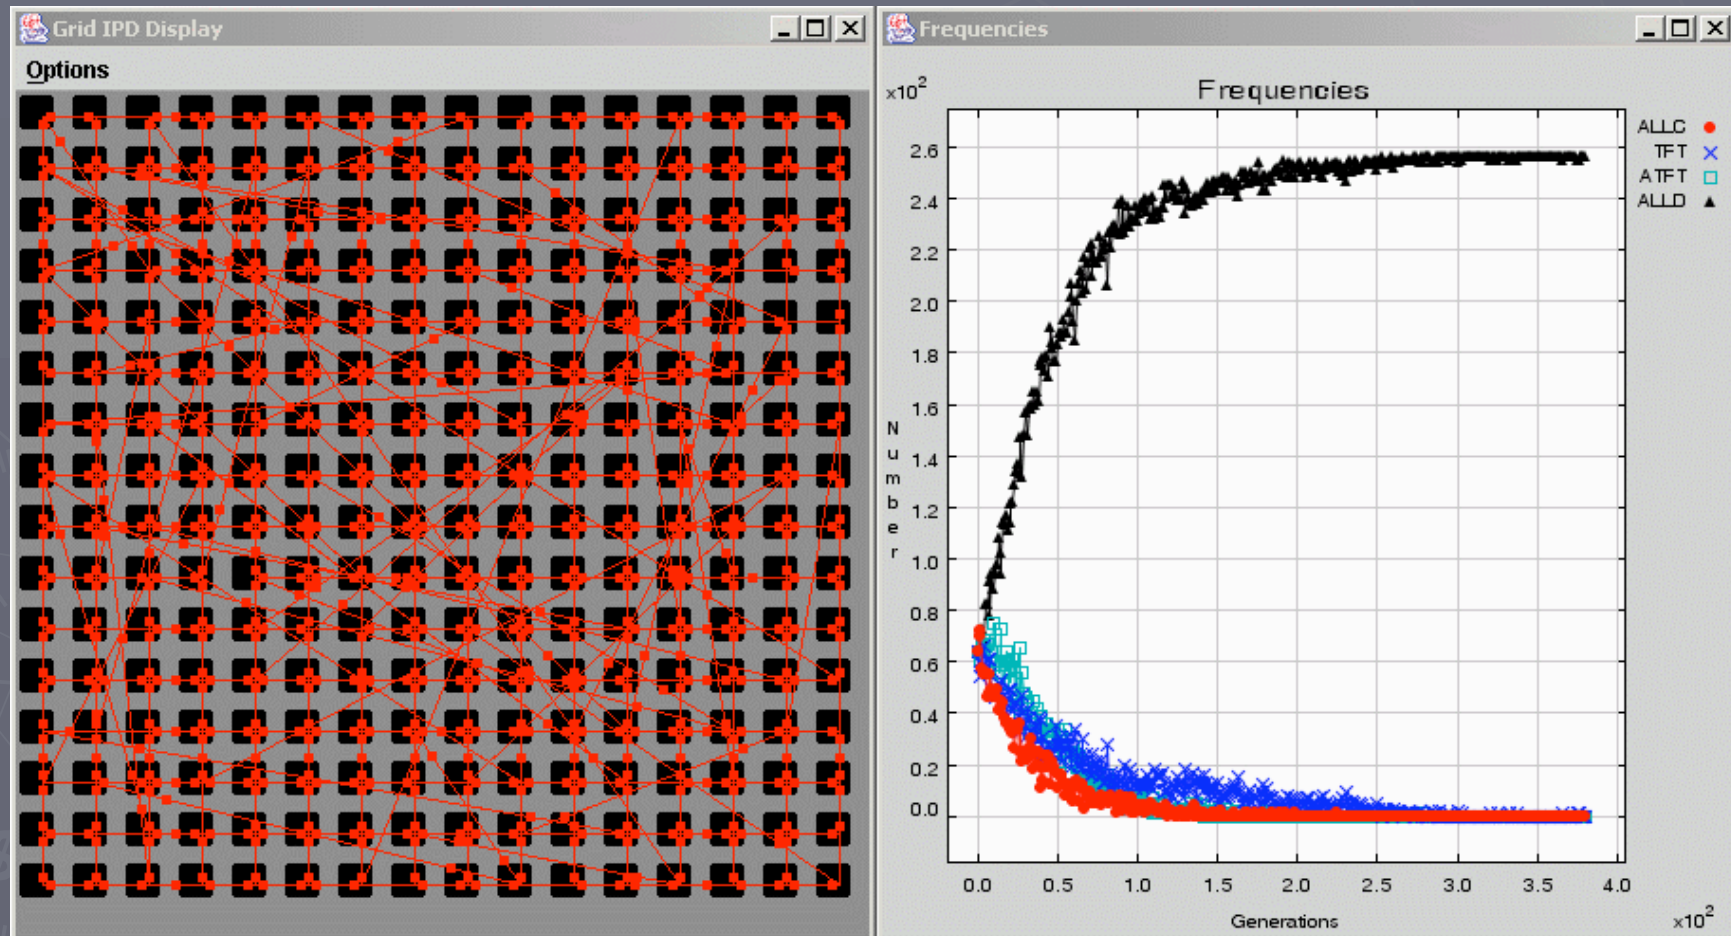 Grid IPD Display
Options
Frequencies
×10²
Frequencies
ALLC
TFT
ATFT
ALLD
2.6
2.4
2.2
2.0
1.8
1.6
1.4
1.2
1.0
0.8
0.6
0.4
0.2
0.0
Number
0.0 0.5 1.0 1.5 2.0 2.5 3.0 3.5 4.0
Generations
×10²